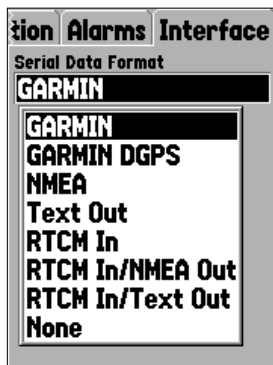 Alarms Interface
Serial Data Format
GARMIN
GARMIN
GARMIN DGPS
NMEA
Text Out
RTCM In
RTCM In/NMEA Out
RTCM In/Text Out
None